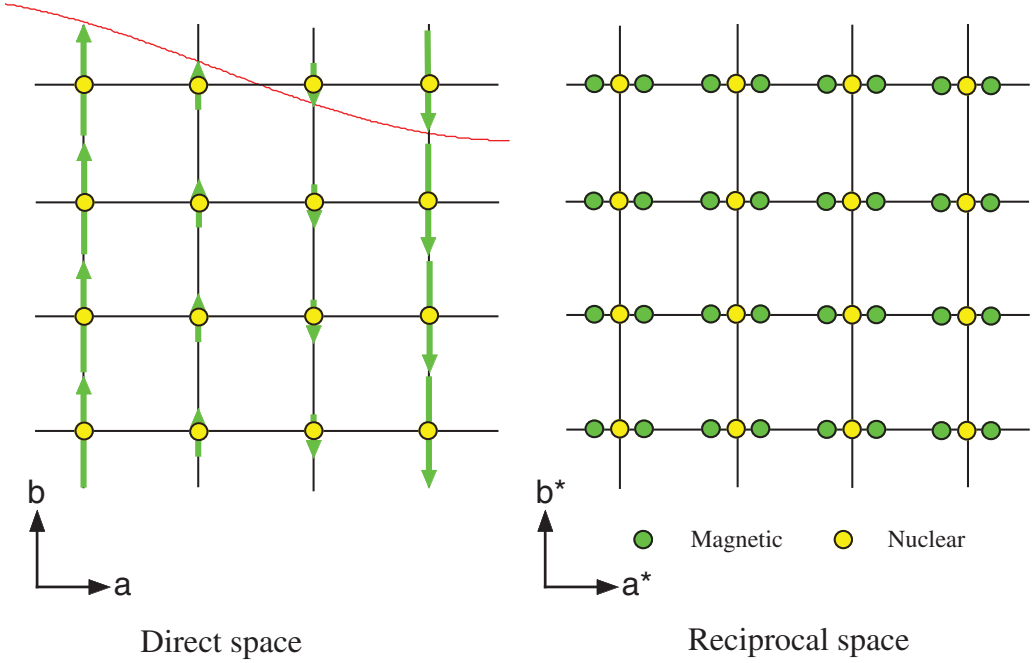 b
a
Direct space
b*
a*
Magnetic
Nuclear
Reciprocal space